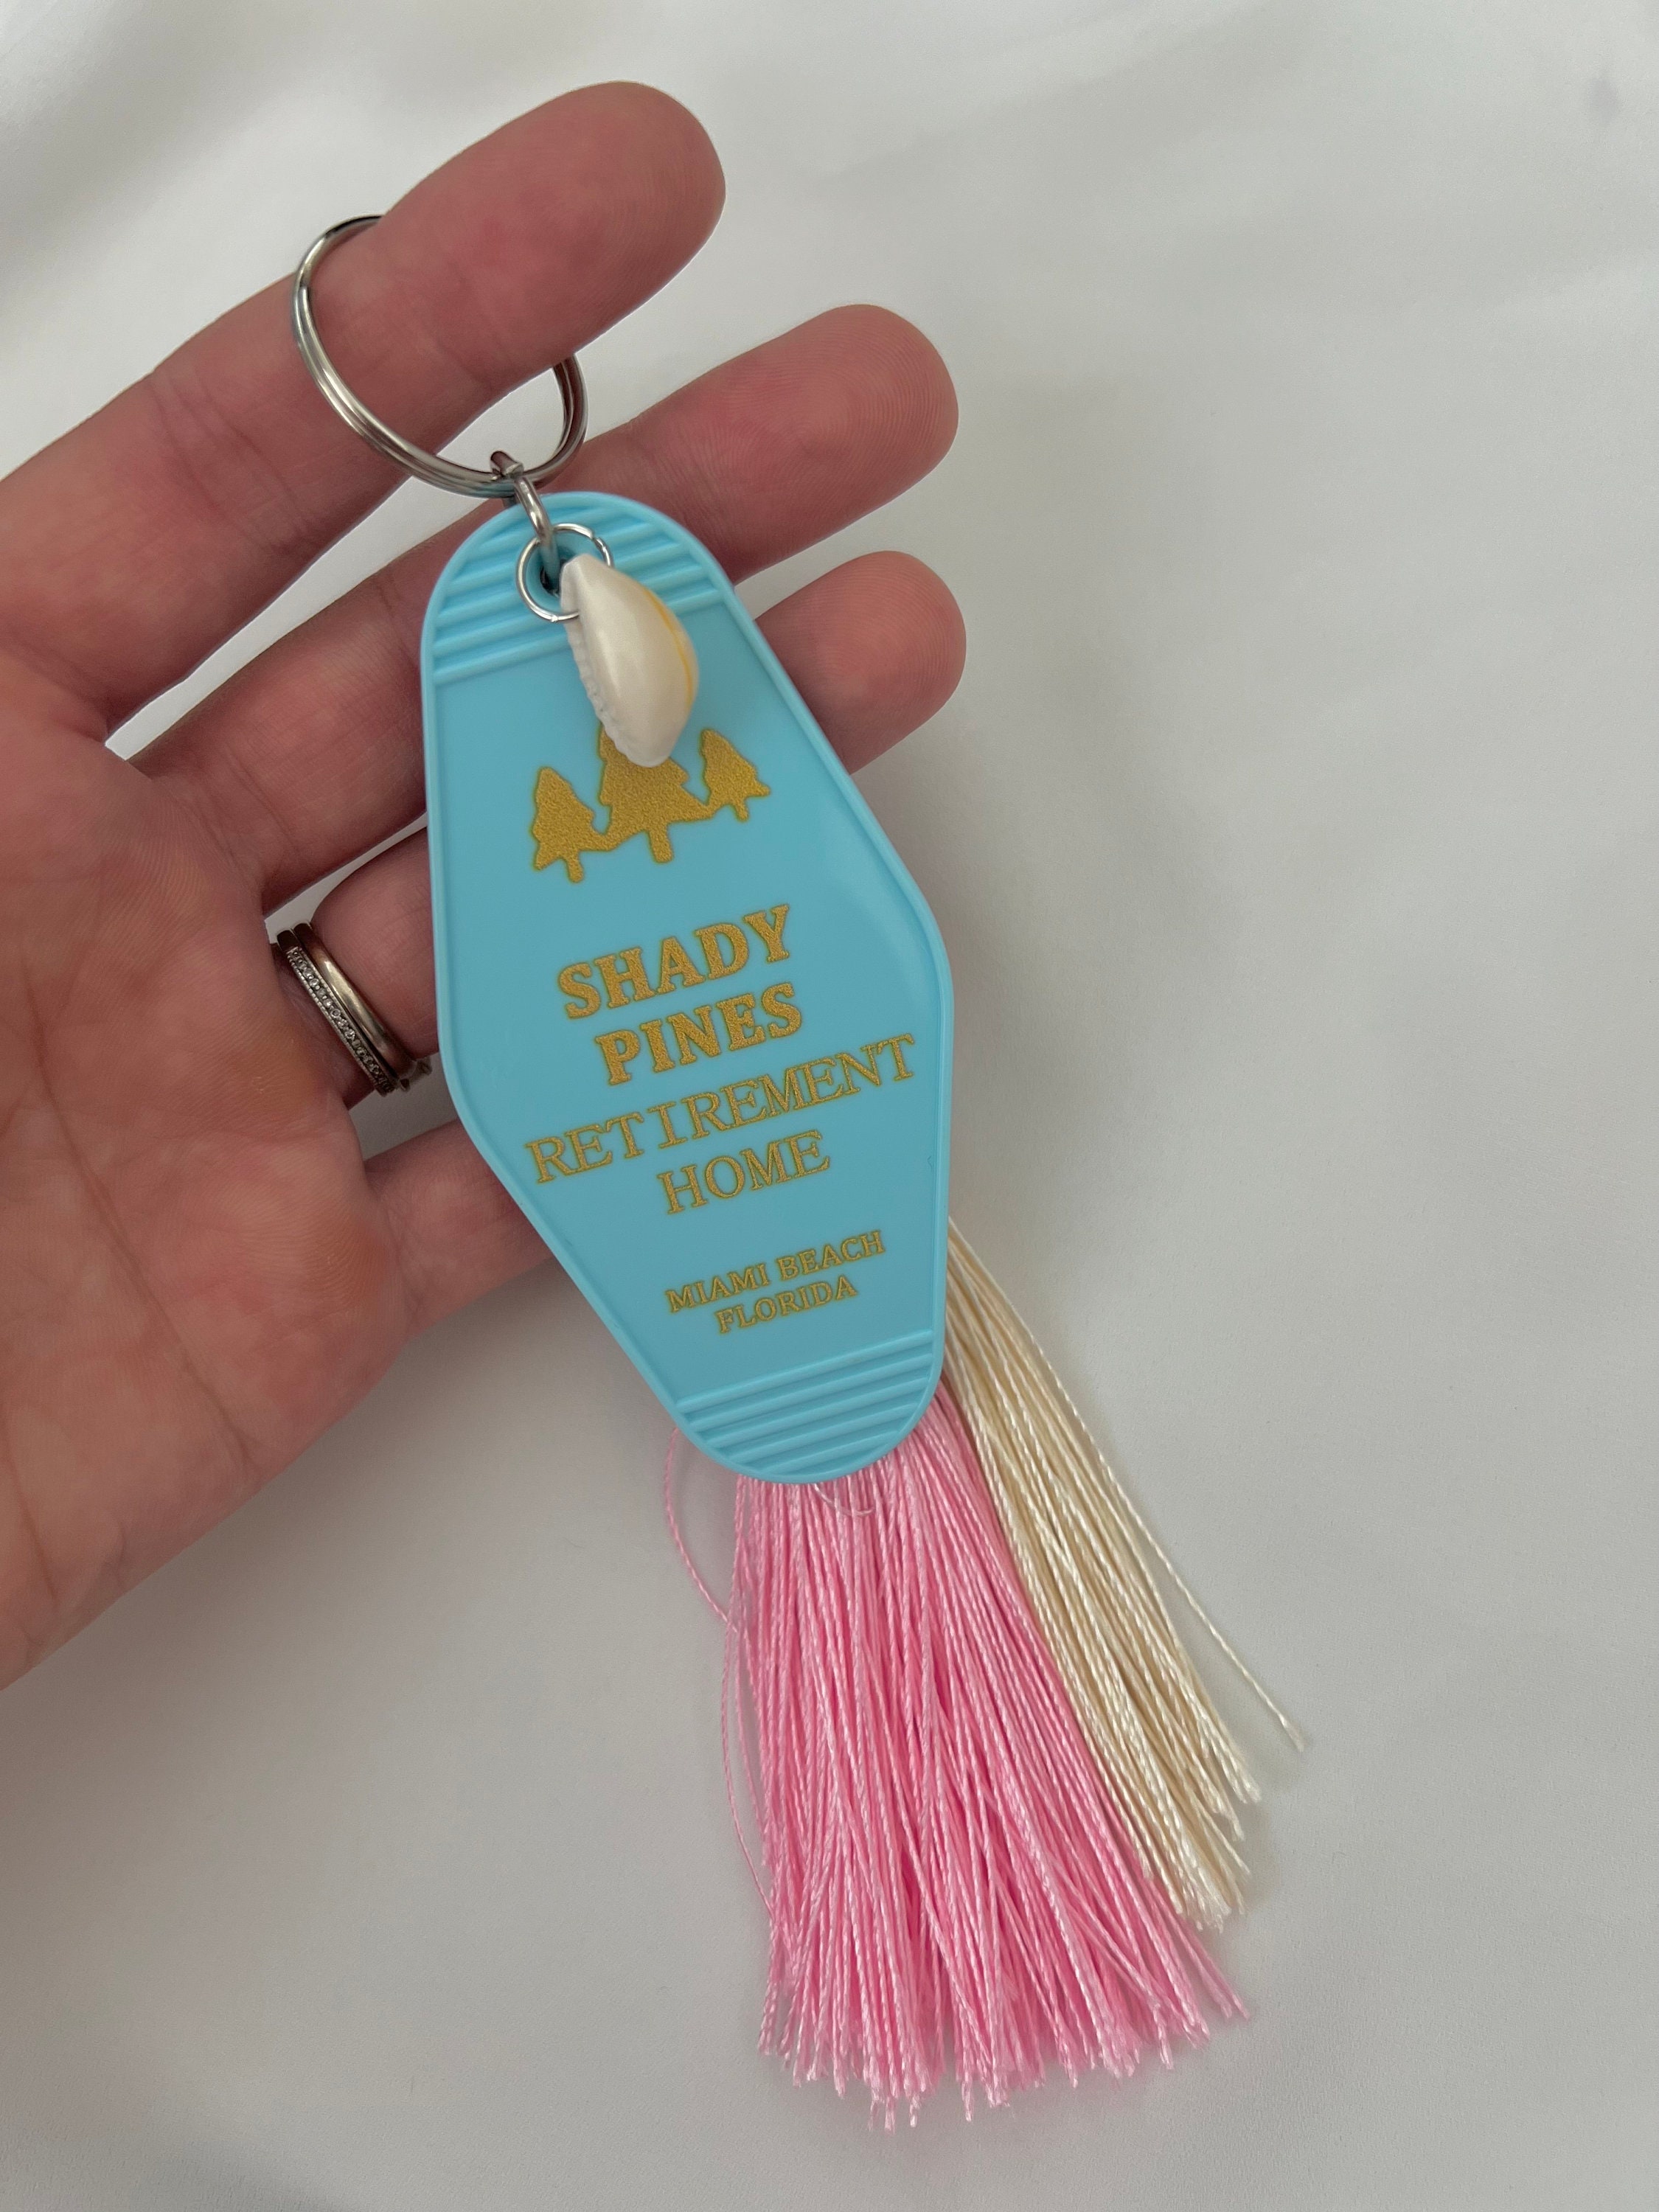 SHADY
PINES
RETIREMENT
HOME
MIAMI BEACH
FLORIDA